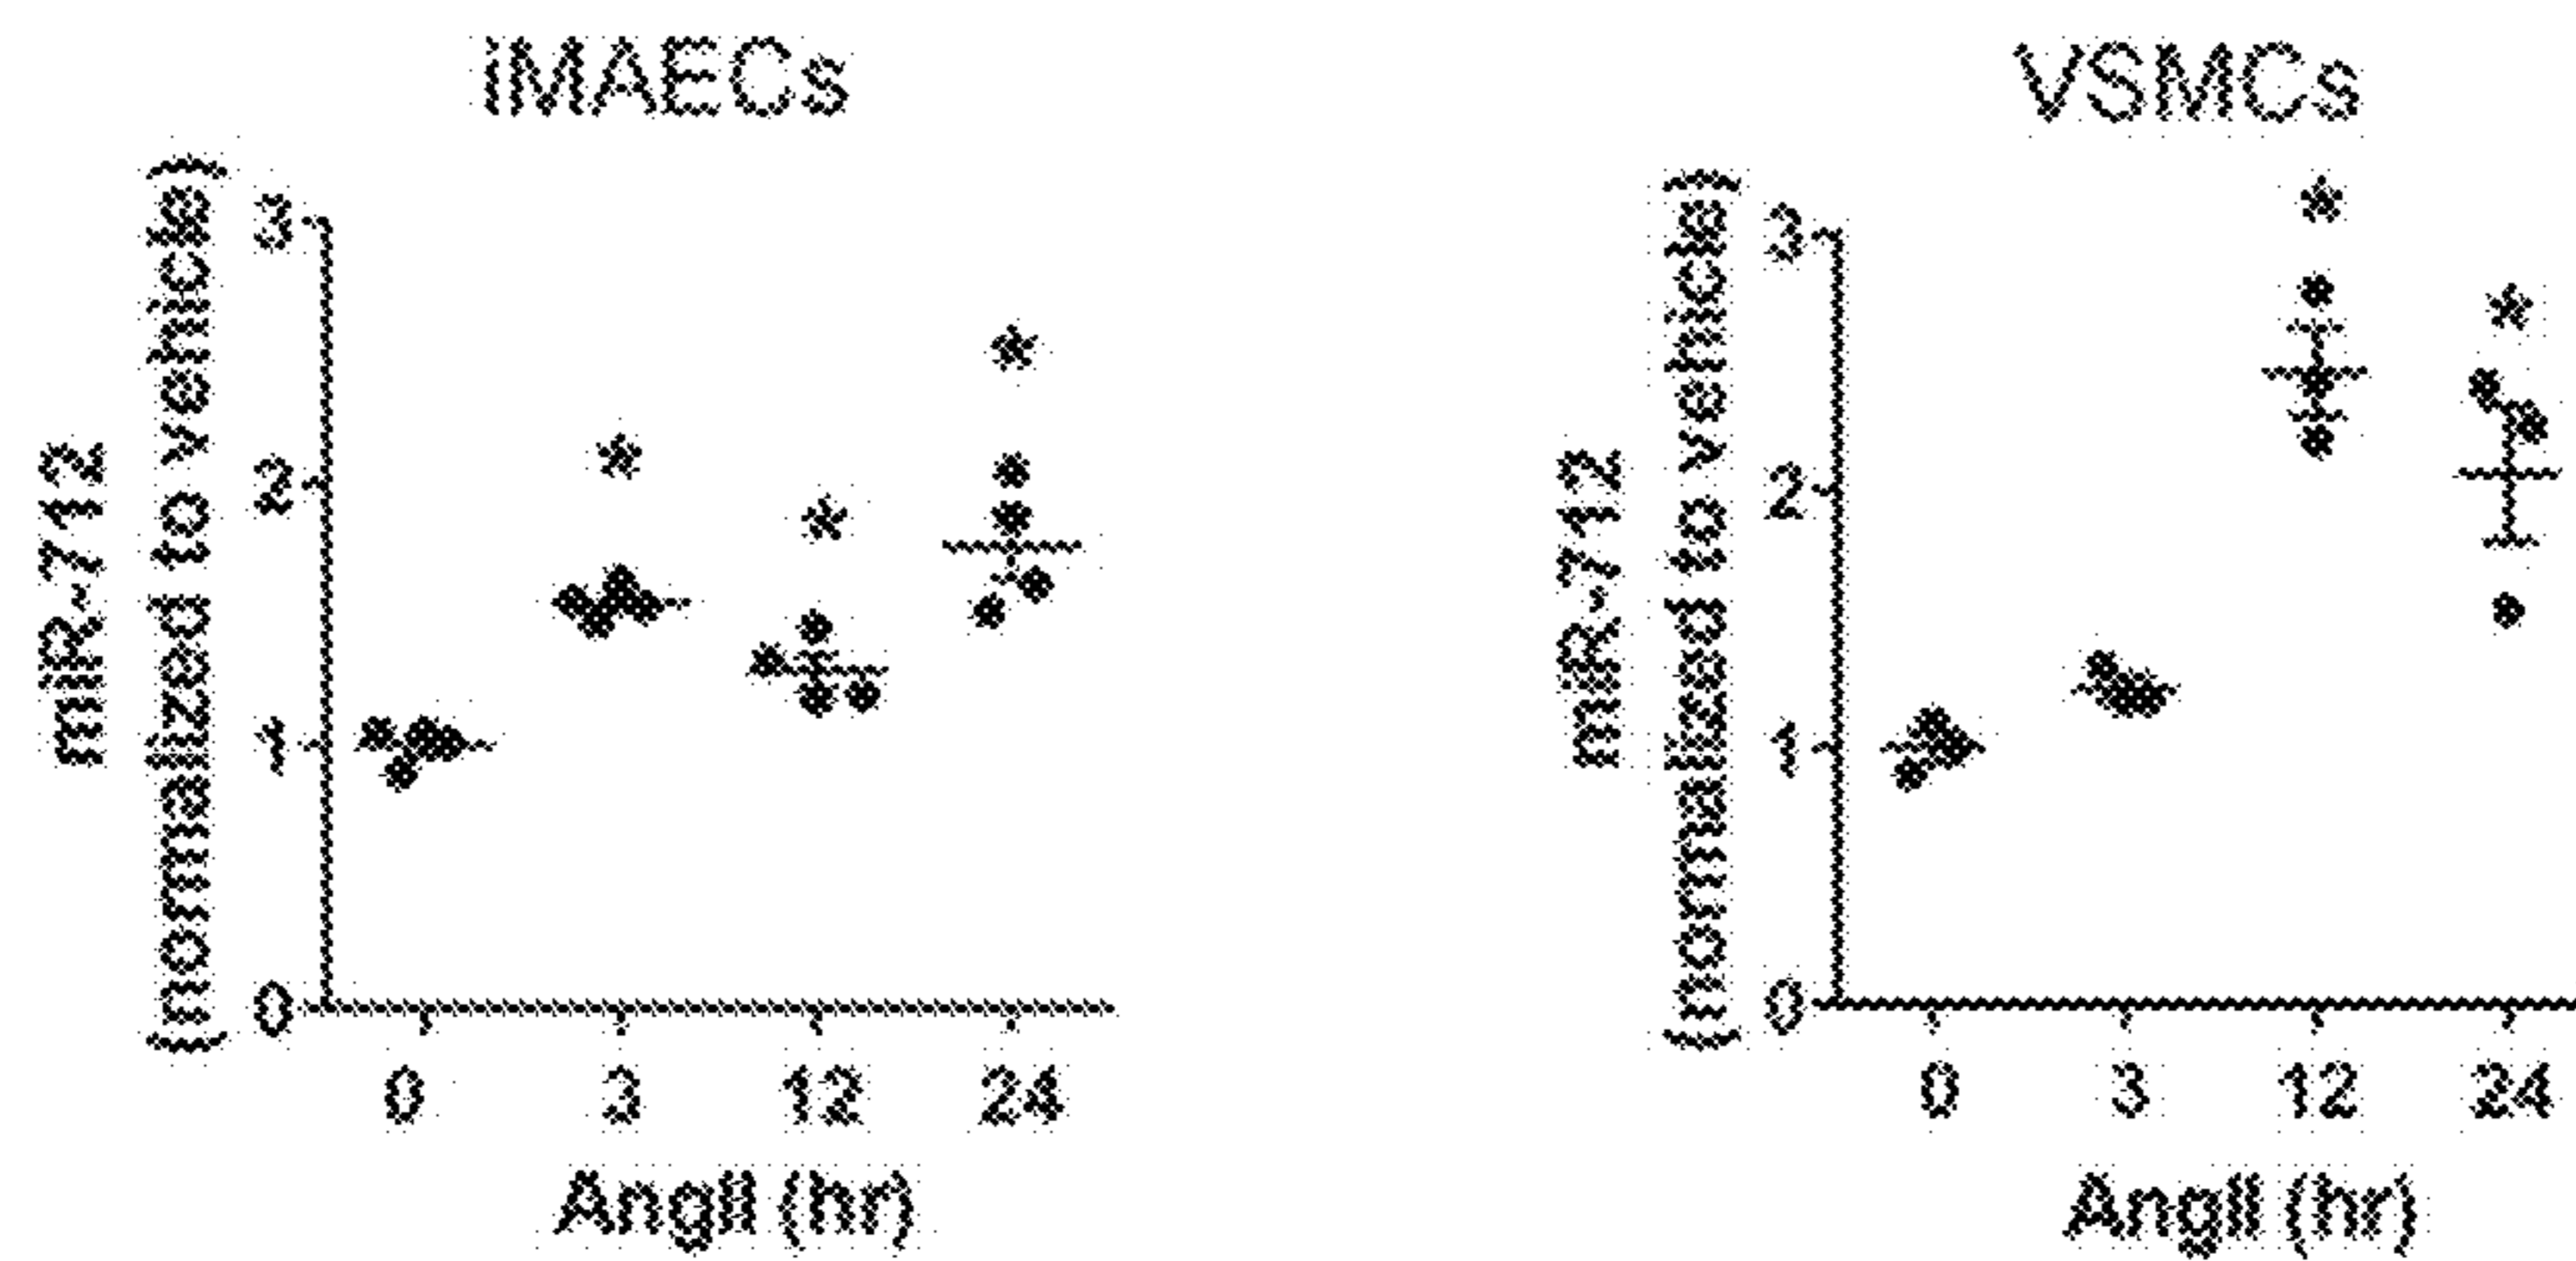 iMAECs
miR-712
(normalized to vehicle)
3
*
2
*
*
*
1
0
0 3 12 24
AngII (hr)
VSMCs
miR-712
(normalized to vehicle)
*
3
*
2
1
0
0 3 12 24
AngII (hr)